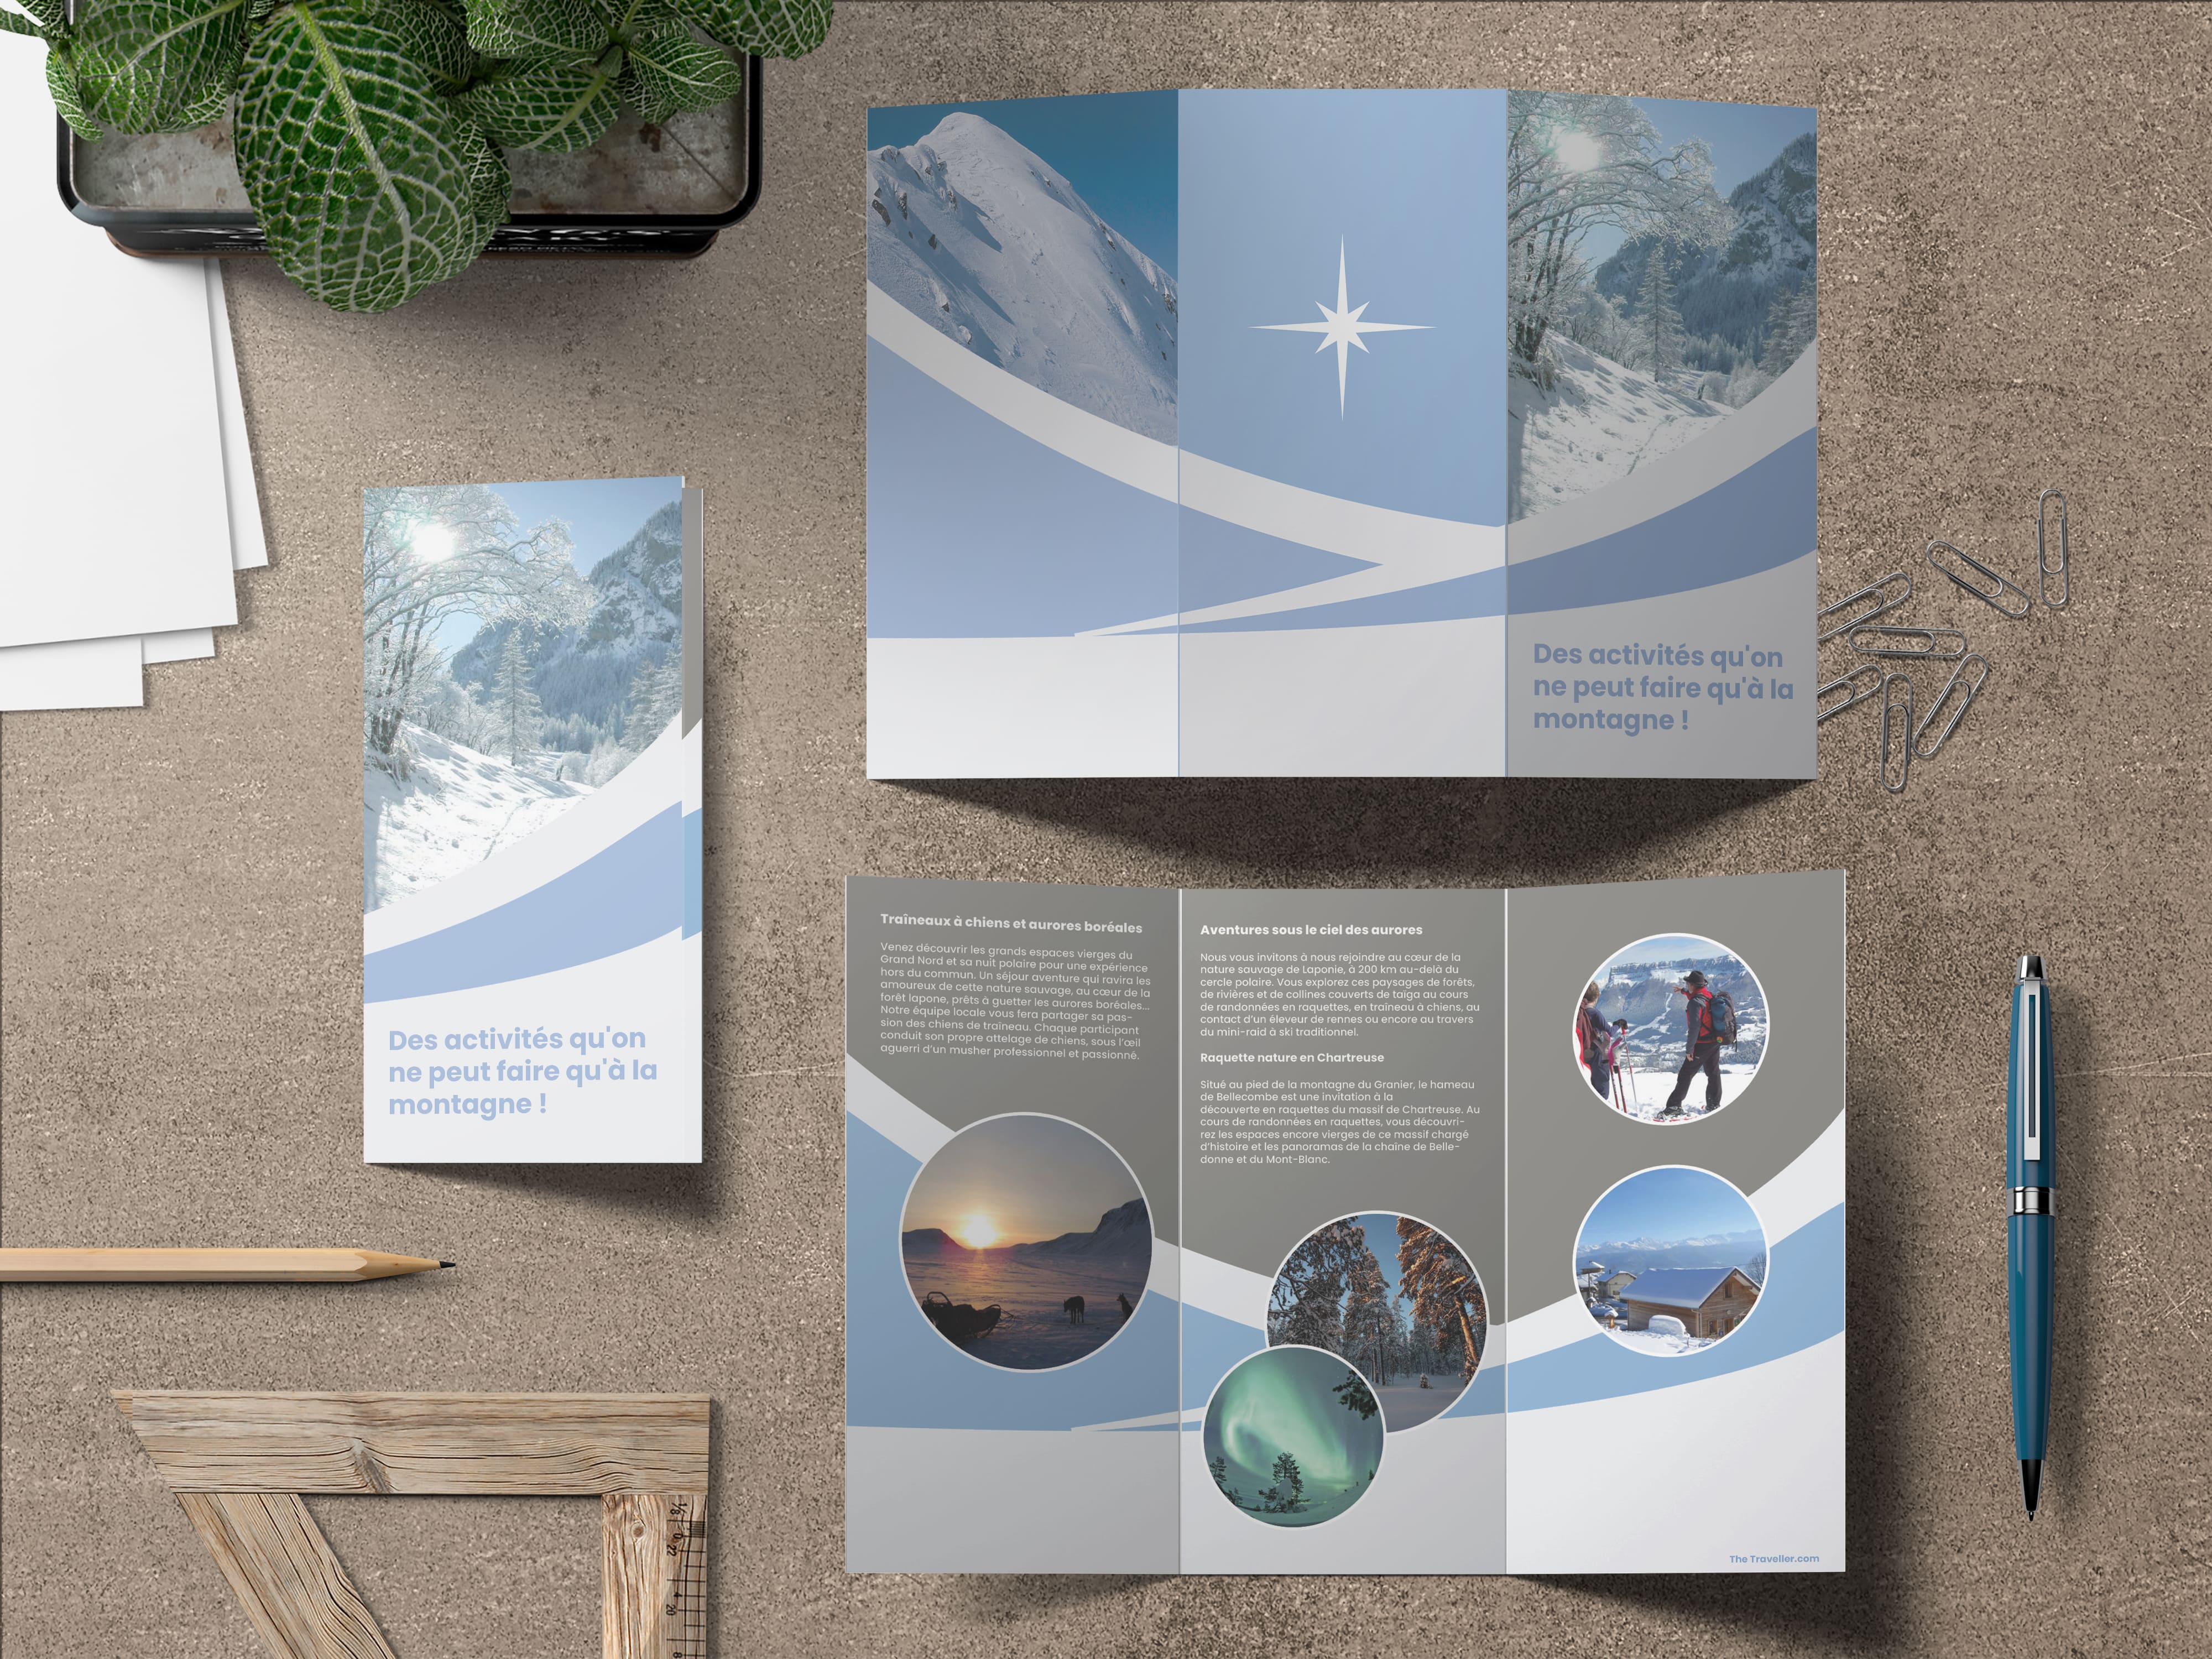 Des activités qu'on
ne peut faire qu'à la
montagne !
Des activités qu'on
ne peut faire qu'à la
montagne !
Traîneaux à chiens et aurores boréales
Venez découvrir les grands espaces vierges du
Grand Nord et sa nuit polaire pour une expérience
hors du commun. Un séjour aventure qui ravira les
amoureux de cette nature sauvage, au cœur de la
forêt lapone, prêts à guetter les aurores boréales...
Notre équipe locale vous fera partager sa pas-
sion des chiens de traîneau. Chaque participant
conduit son propre attelage de chiens, sous l'œil
aguerri d'un musher professionnel et passionné.
Aventures sous le ciel des aurores
Nous vous invitons à nous rejoindre au cœur de la
nature sauvage de Laponie, à 200 km au-delà du
cercle polaire. Vous explorez ces paysages de forêts,
de rivières et de collines couverts de taïga au cours
de randonnées en raquettes, en traîneau à chiens, au
contact d'un éleveur de rennes ou encore au travers
du mini-raid à ski traditionnel.
Raquette nature en Chartreuse
Situé au pied de la montagne du Granier, le hameau
de Bellecombe est une invitation à la
découverte en raquettes du massif de Chartreuse. Au
cours de randonnées en raquettes, vous découvri-
rez les espaces encore vierges de ce massif chargé
d'histoire et les panoramas de la chaîne de Belle-
donne et du Mont-Blanc.
The Traveller.com
22
20